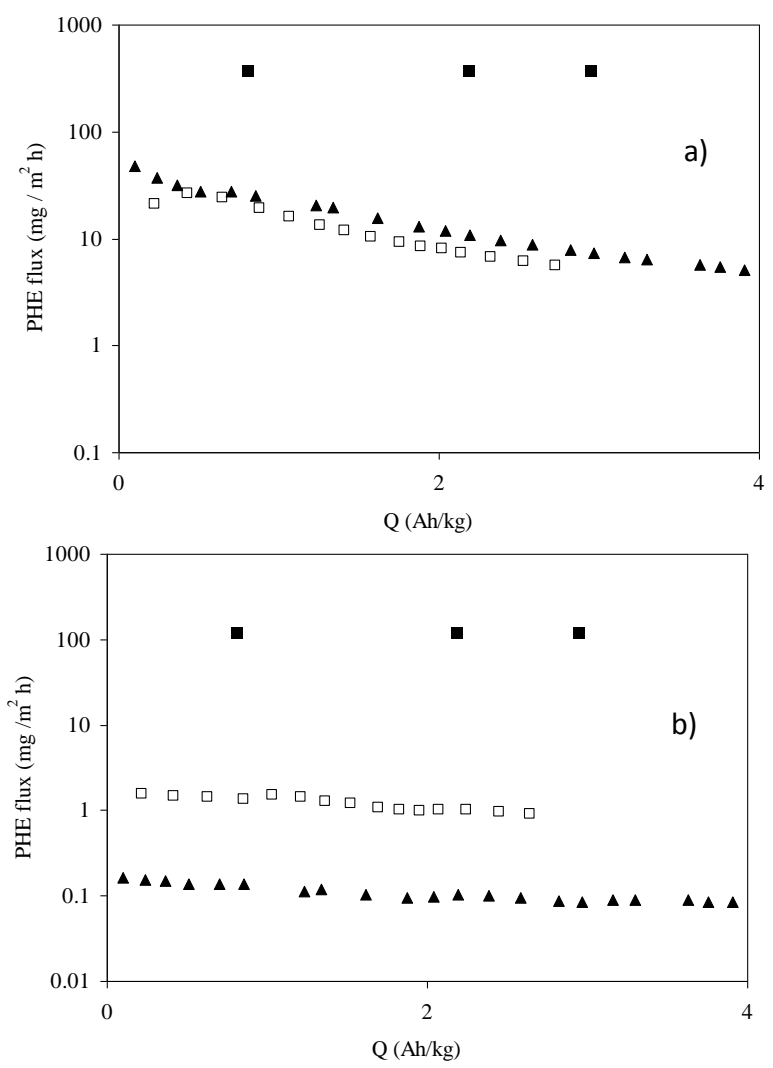 1000
100
10
1
0.1
PHE flux (mg / m² h)
a)
0 2 4
Q (Ah/kg)
1000
100
10
1
0.1
0.01
PHE flux (mg /m² h)
b)
0 2 4
Q (Ah/kg)